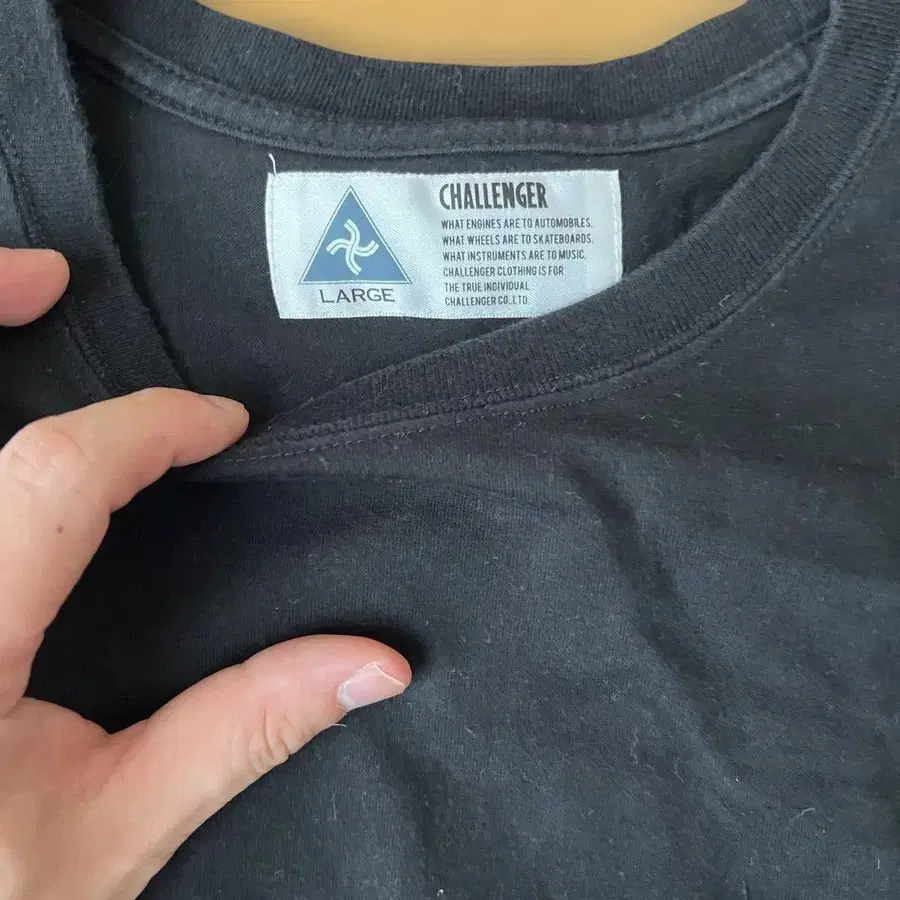 CHALLENGER
WHAT ENGINES ARE TO AUTOMOBILES,
WHAT WHEELS ARE TO SKATEBOARDS,
WHAT INSTRUMENTS ARE TO MUSIC,
CHALLENGER CLOTHING IS FOR
THE TRUE INDIVIDUAL
CHALLENGER CO., LTD.
LARGE